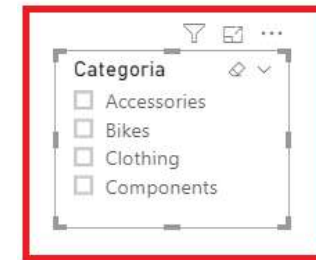 Categoria
Accessories
Bikes
Clothing
Components